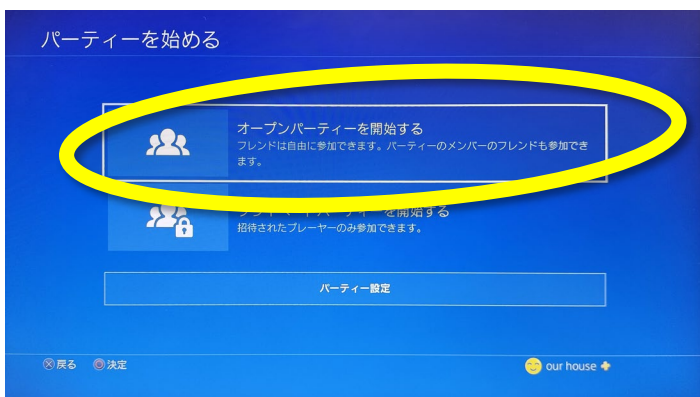 パーティーを始める
オープンパーティーを開始する
フレンドは自由に参加できます。パーティーのメンバーのフレンドも参加でき
ます。
を開始する
招待されたプレーヤーのみ参加できます。
パーティー設定
戻る 決定
our house